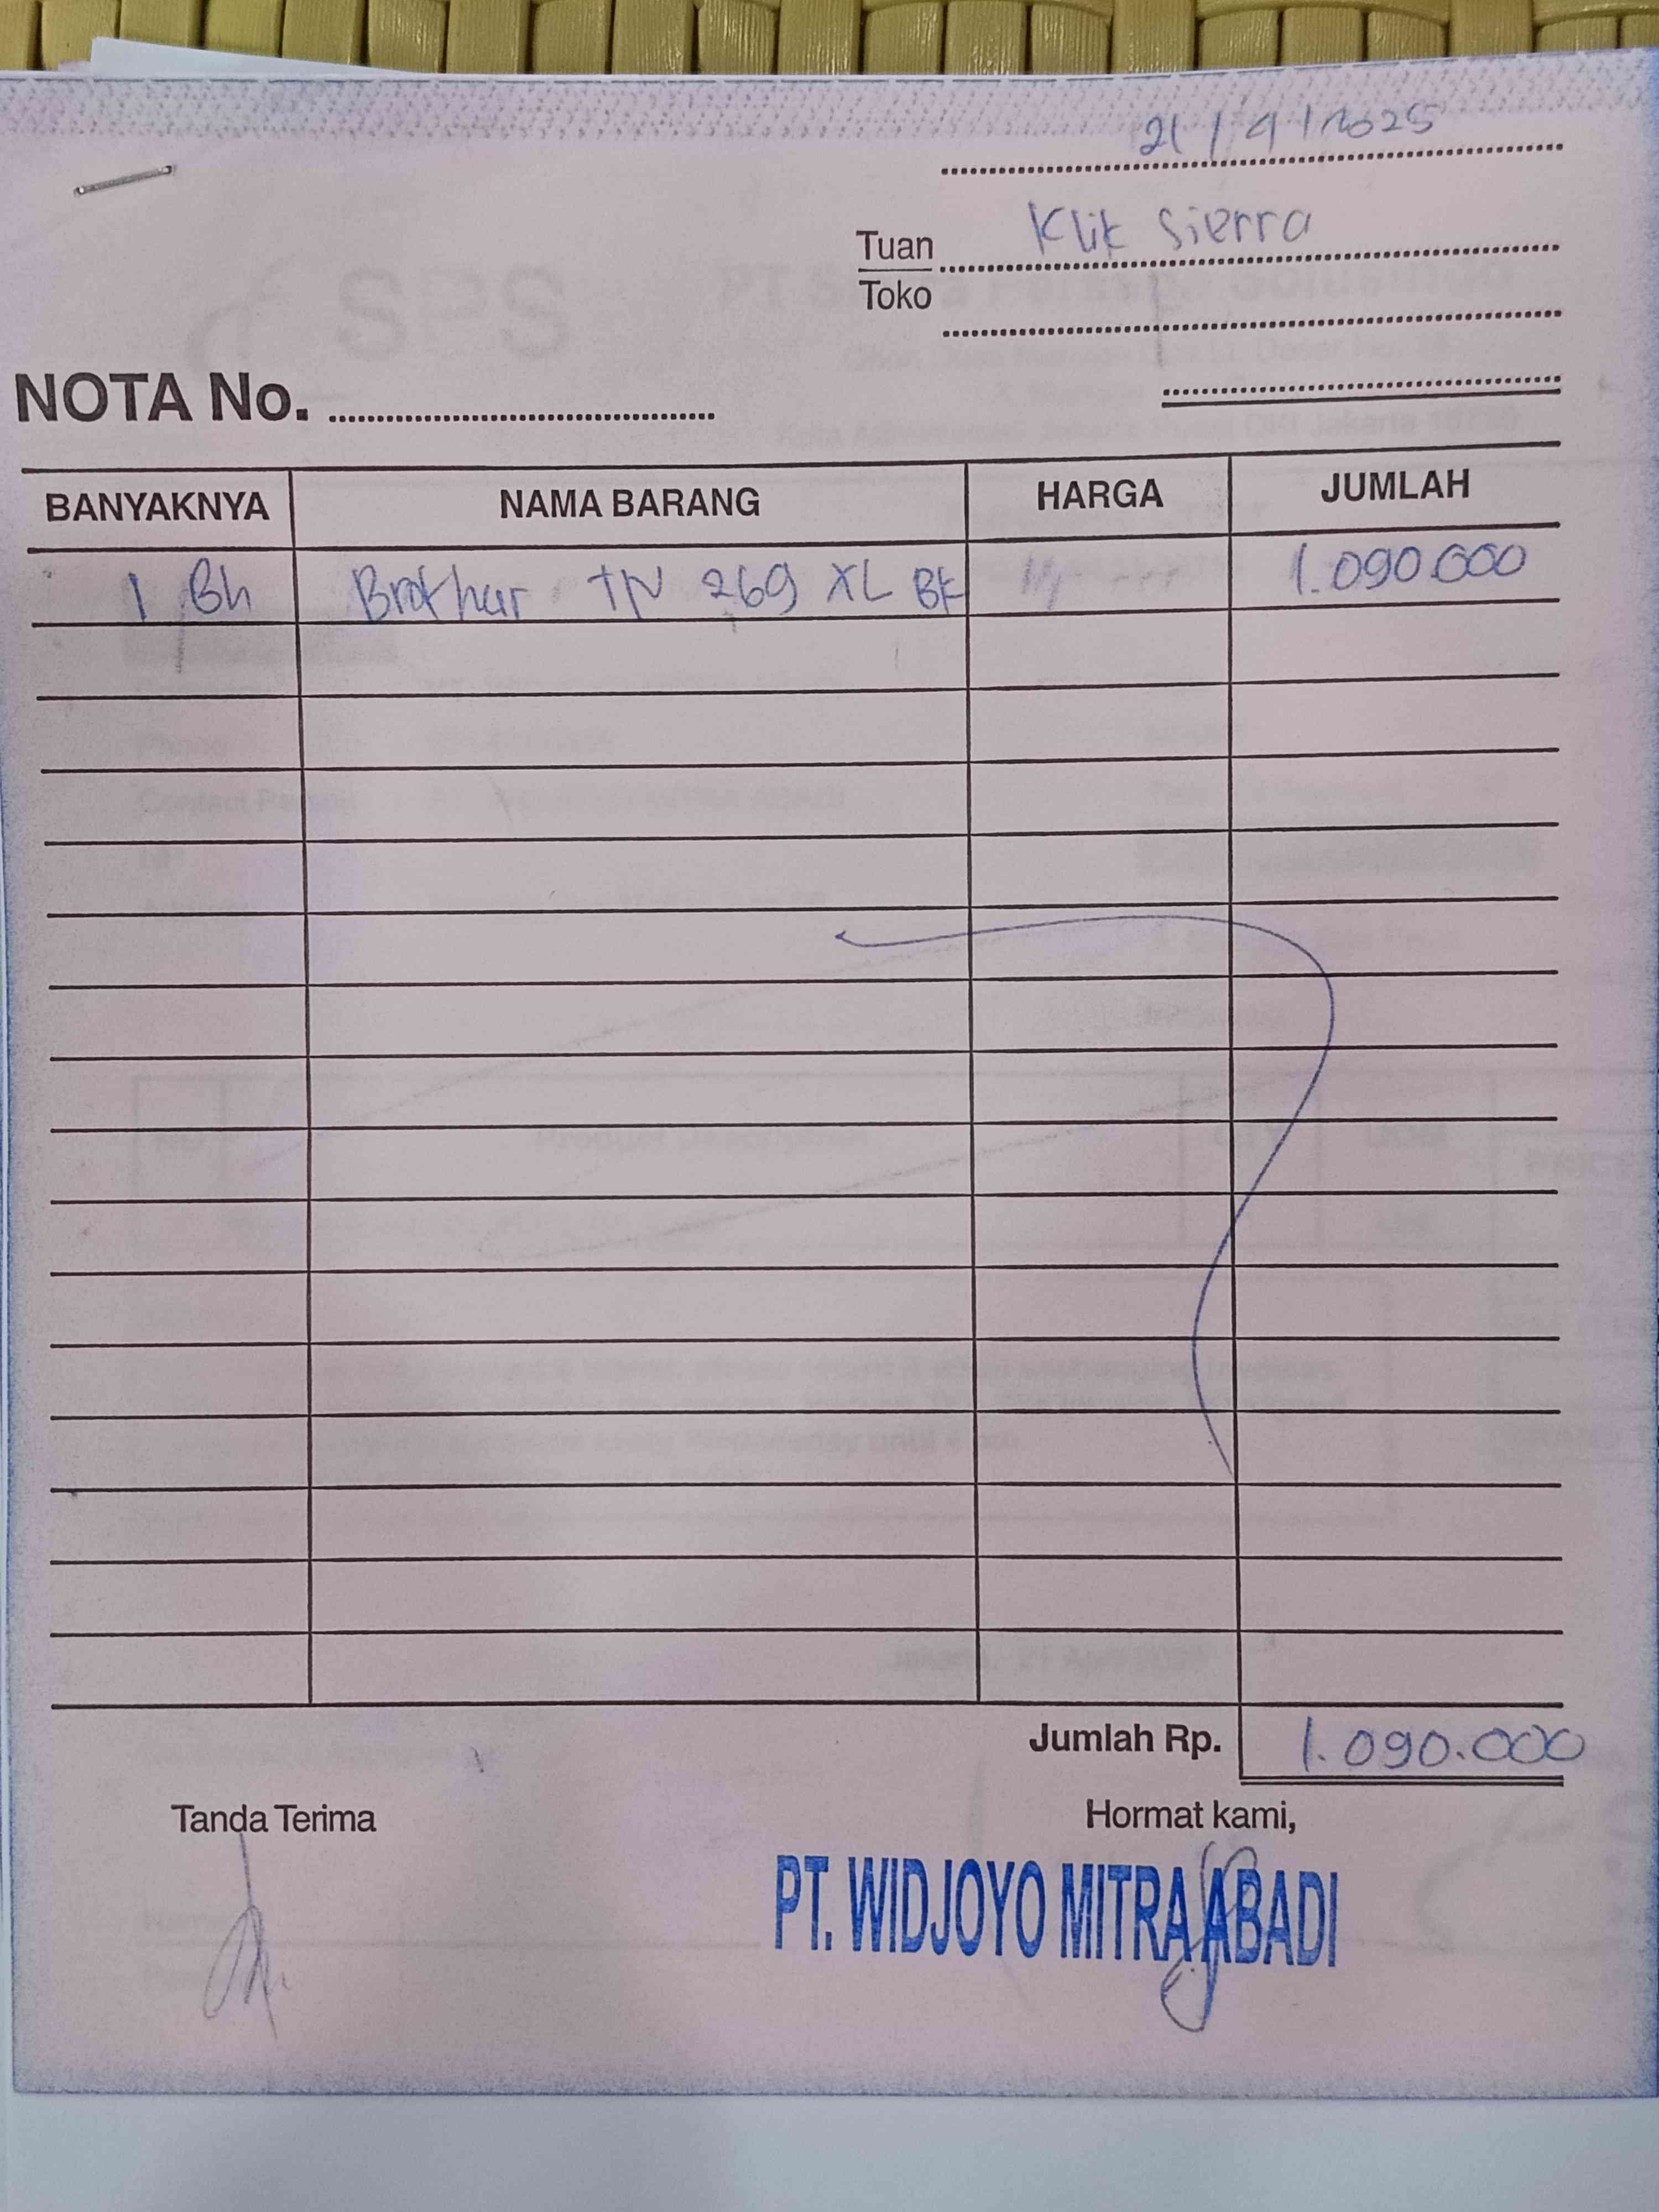 21/4/2025
Tuan Klik Sierra
Toko
NOTA No.
BANYAKNYA NAMA BARANG HARGA JUMLAH
1 Bh Brother TN 269 XL BK 1.090.000
Jumlah Rp. 1.090.000
Tanda Terima Hormat kami,
PT. WIDJOYO MITRA ABADI